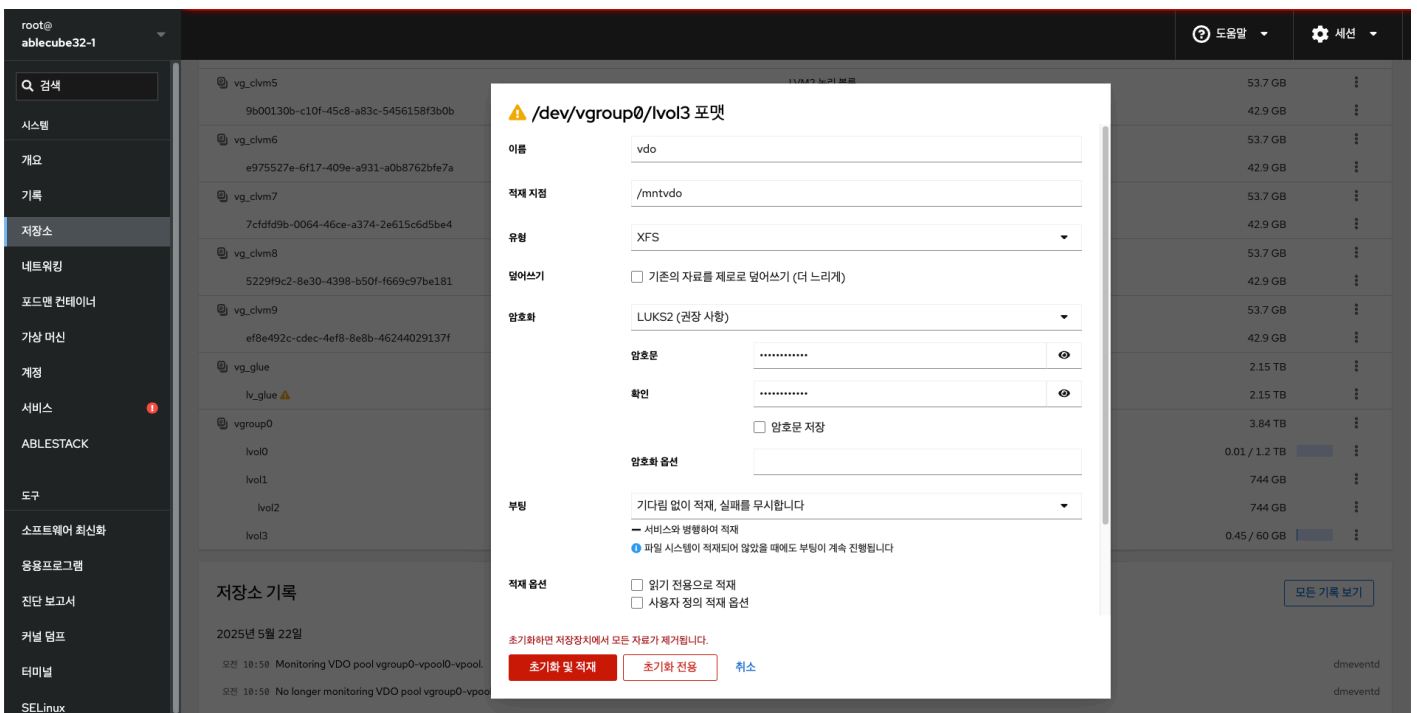 root@
ablecube32-1
도움말
세션
검색
시스템
개요
기록
저장소
네트워킹
포드맨 컨테이너
가상 머신
계정
서비스
ABLESTACK
도구
소프트웨어 최신화
응용프로그램
진단 보고서
커널 덤프
터미널
SELinux
vg_clvm5 LVM2 논리 볼륨 53.7 GB
9b00130b-c10f-45c8-a83c-5456158f3b0b 42.9 GB
vg_clvm6 53.7 GB
e975527e-6f17-409e-a931-a0b8762bfe7a 42.9 GB
vg_clvm7 53.7 GB
7cfdfd9b-0064-46ce-a374-2e615c6d5be4 42.9 GB
vg_clvm8 53.7 GB
5229f9c2-8e30-4398-b50f-f669c97be181 42.9 GB
vg_clvm9 53.7 GB
ef8e492c-cdec-4ef8-8e8b-46244029137f 42.9 GB
vg_glue 2.15 TB
lv_glue 2.15 TB
vgroup0 3.84 TB
lvol0 0.01 / 1.2 TB
lvol1 744 GB
lvol2 744 GB
lvol3 0.45 / 60 GB
저장소 기록
모든 기록 보기
2025년 5월 22일
오전 10:50 Monitoring VDO pool vgroup0-vpool0-vpool. dmeventd
오전 10:50 No longer monitoring VDO pool vgroup0-vpoo dmeventd
/dev/vgroup0/lvol3 포맷
이름 vdo
적재 지점 /mntvdo
유형 XFS
덮어쓰기 기존의 자료를 제로로 덮어쓰기 (더 느리게)
암호화 LUKS2 (권장 사항)
암호문 ••••••••••••
확인 ••••••••••••
암호문 저장
암호화 옵션
부팅 기다림 없이 적재, 실패를 무시합니다
서비스와 병행하여 적재
파일 시스템이 적재되어 않았을 때에도 부팅이 계속 진행됩니다
적재 옵션 읽기 전용으로 적재
사용자 정의 적재 옵션
초기화하면 저장장치에서 모든 자료가 제거됩니다.
초기화 및 적재 초기화 전용 취소